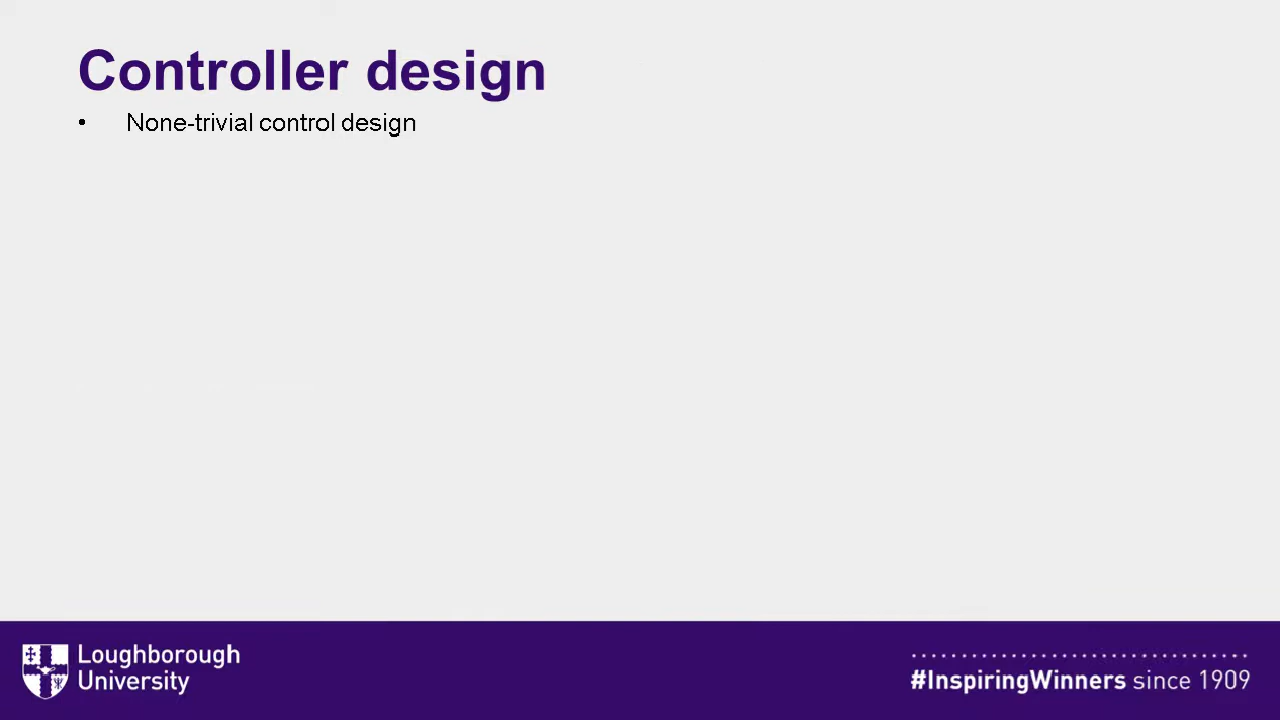 Controller design
• None-trivial control design
Loughborough
University
#InspiringWinners since 1909